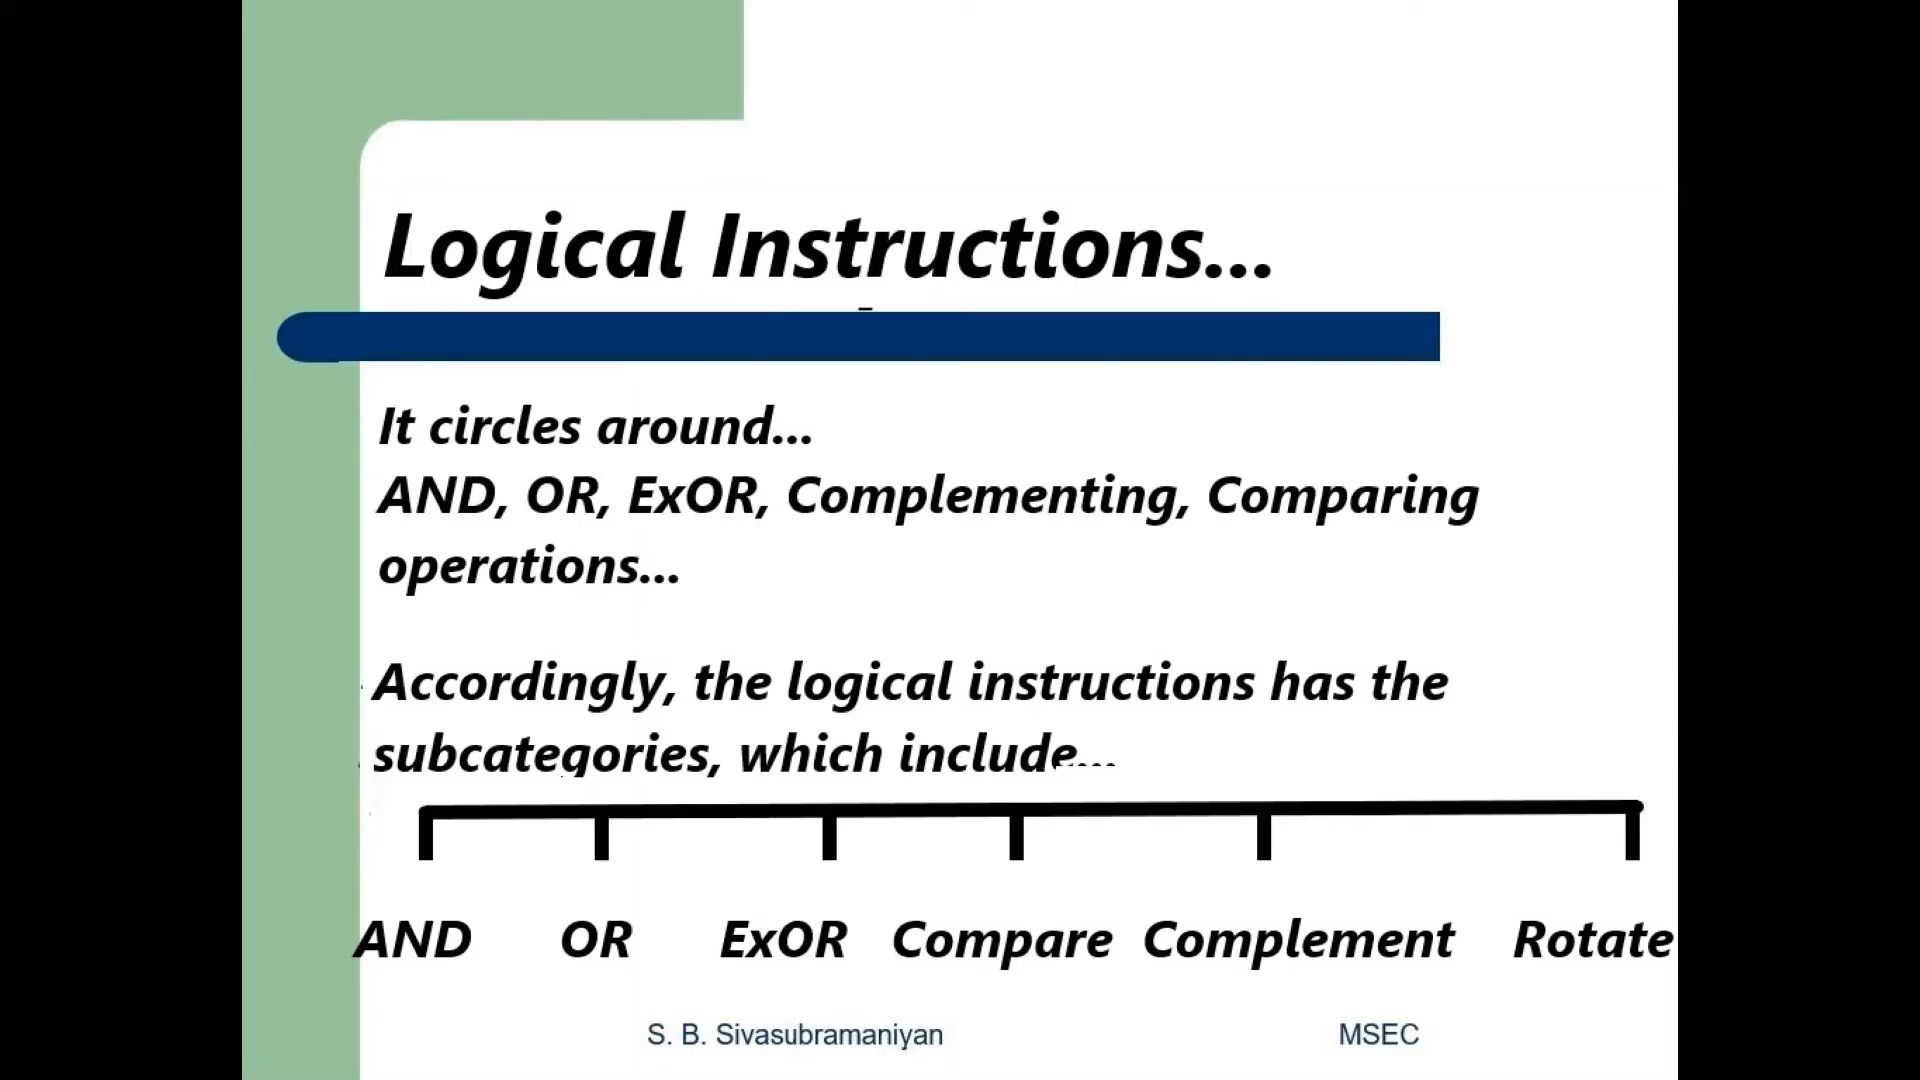 Logical Instructions...
It circles around...
AND, OR, ExOR, Complementing, Comparing
operations...
Accordingly, the logical instructions has the
subcategories, which include...
AND OR ExOR Compare Complement Rotate
S. B. Sivasubramaniyan MSEC